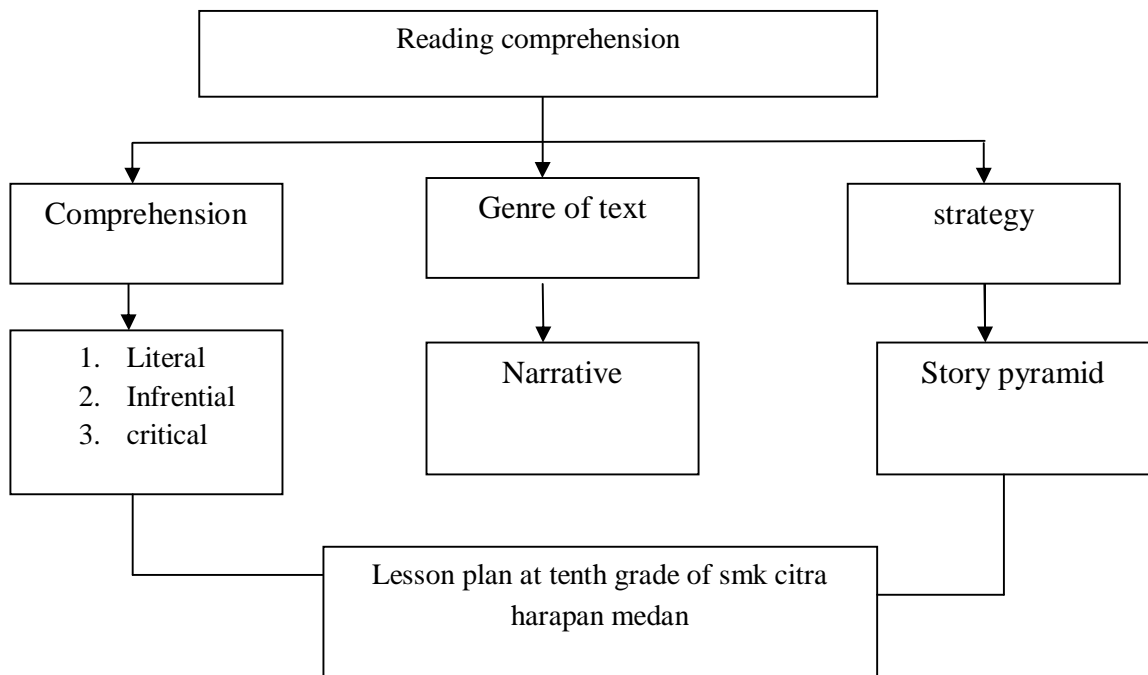 Reading comprehension
Comprehension
Genre of text
strategy
1. Literal
2. Infrential
3. critical
Narrative
Story pyramid
Lesson plan at tenth grade of smk citra
harapan medan